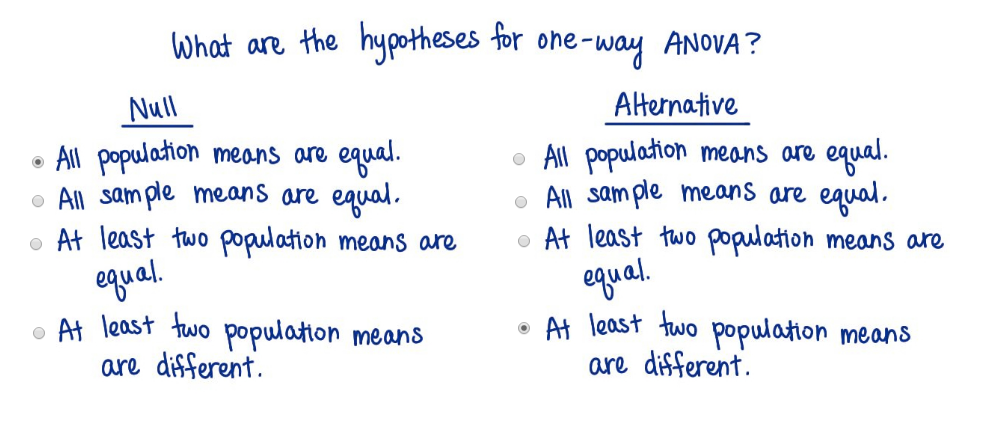 What are the hypotheses for one-way ANOVA?
Null
All population means are equal.
All sample means are equal.
At least two population means are
equal.
At least two population means
are different.
Alternative
All population means are equal.
All sample means are equal.
At least two population means are
equal.
At least two population means
are different.